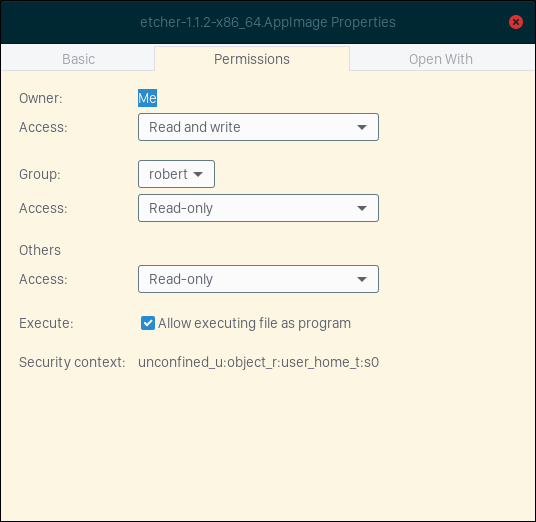 etcher-1.1.2-x86_64.AppImage Properties
Basic Permissions Open With
Owner: Me
Access: Read and write
Group: robert
Access: Read-only
Others
Access: Read-only
Execute: Allow executing file as program
Security context: unconfined_u:object_r:user_home_t:s0